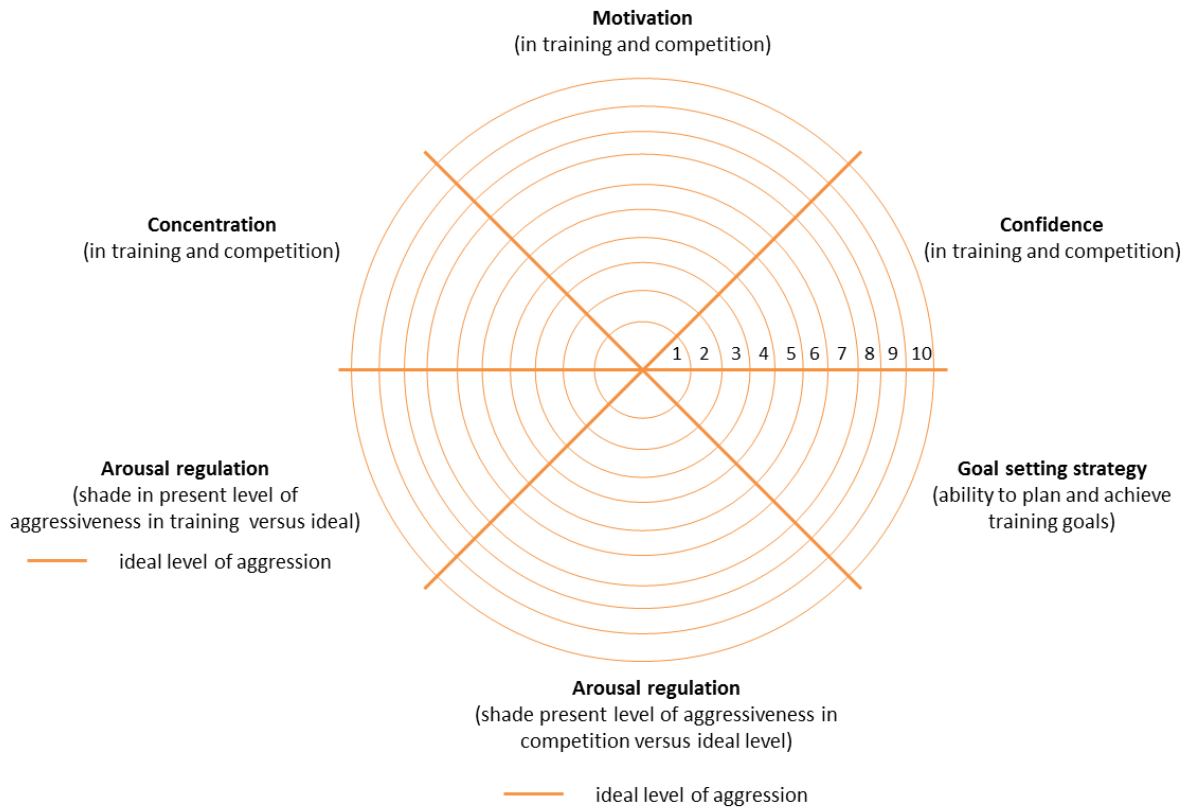 Motivation
(in training and competition)
Concentration
(in training and competition)
Confidence
(in training and competition)
1 2 3 4 5 6 7 8 9 10
Arousal regulation
(shade in present level of
aggressiveness in training versus ideal)
ideal level of aggression
Goal setting strategy
(ability to plan and achieve
training goals)
Arousal regulation
(shade present level of aggressiveness in
competition versus ideal level)
ideal level of aggression